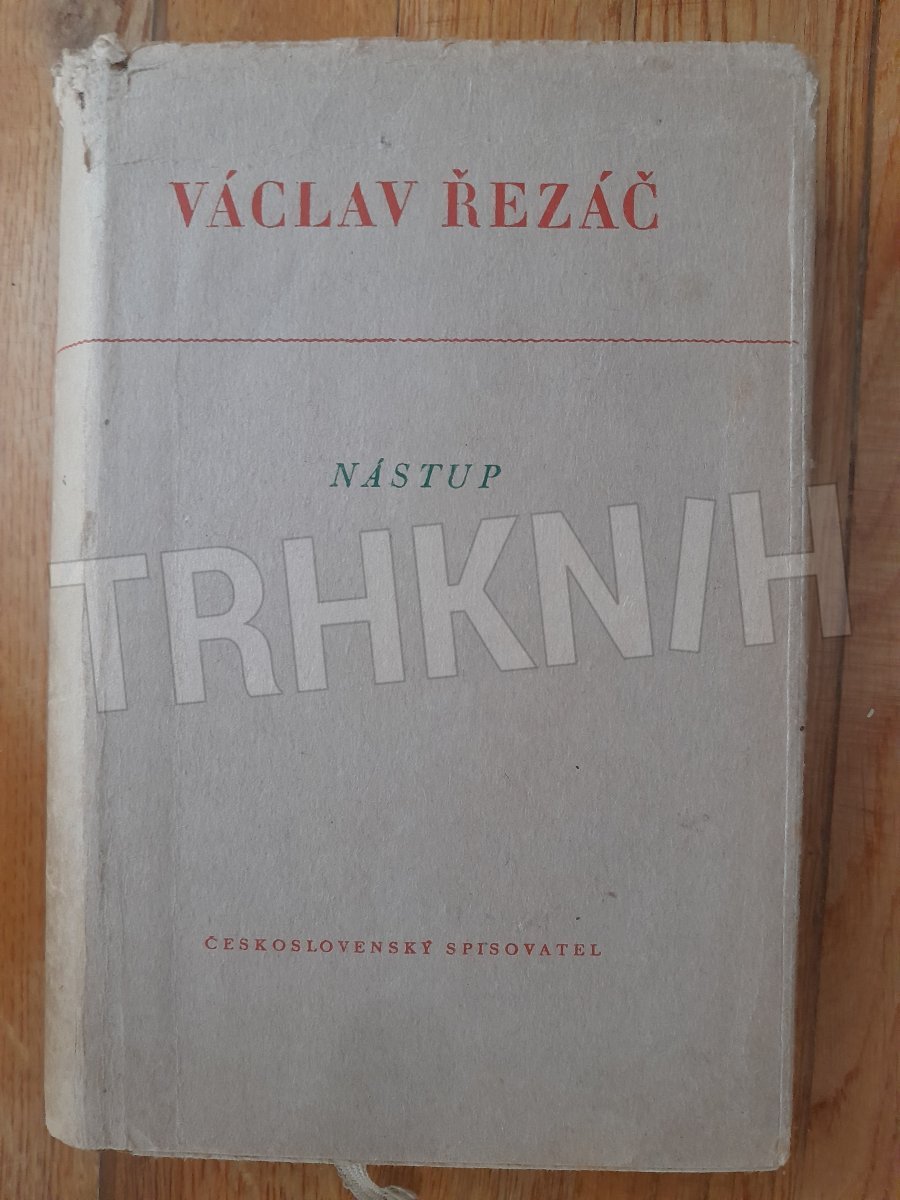 VÁCLAV ŘEZÁČ
NÁSTUP
TRHKNIH
ČESKOSLOVENSKÝ SPISOVATEL